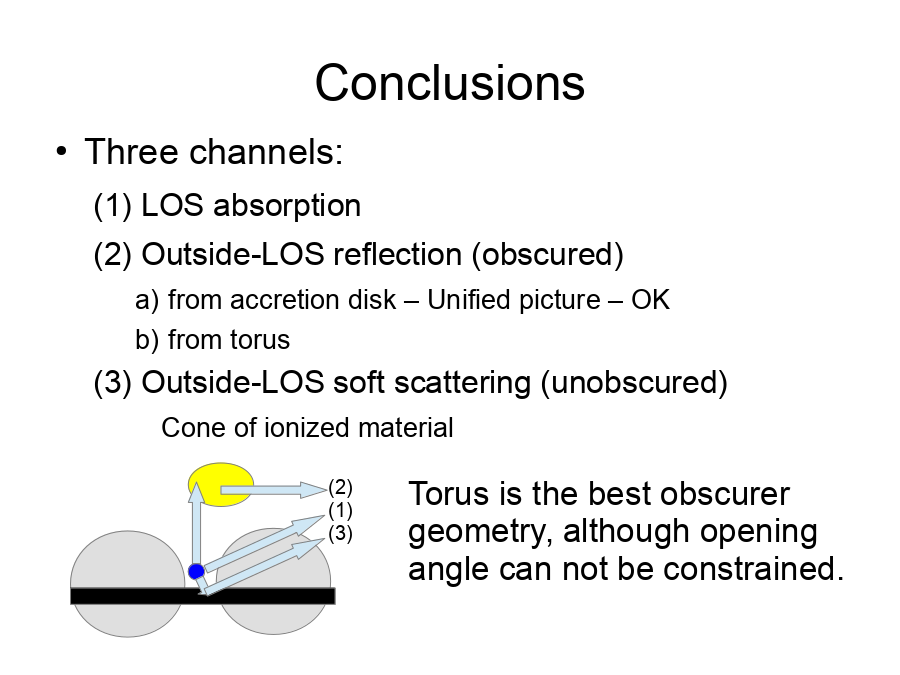 Conclusions
• Three channels:
(1) LOS absorption
(2) Outside-LOS reflection (obscured)
a) from accretion disk – Unified picture – OK
b) from torus
(3) Outside-LOS soft scattering (unobscured)
Cone of ionized material
(2)
(1)
(3)
Torus is the best obscurer
geometry, although opening
angle can not be constrained.